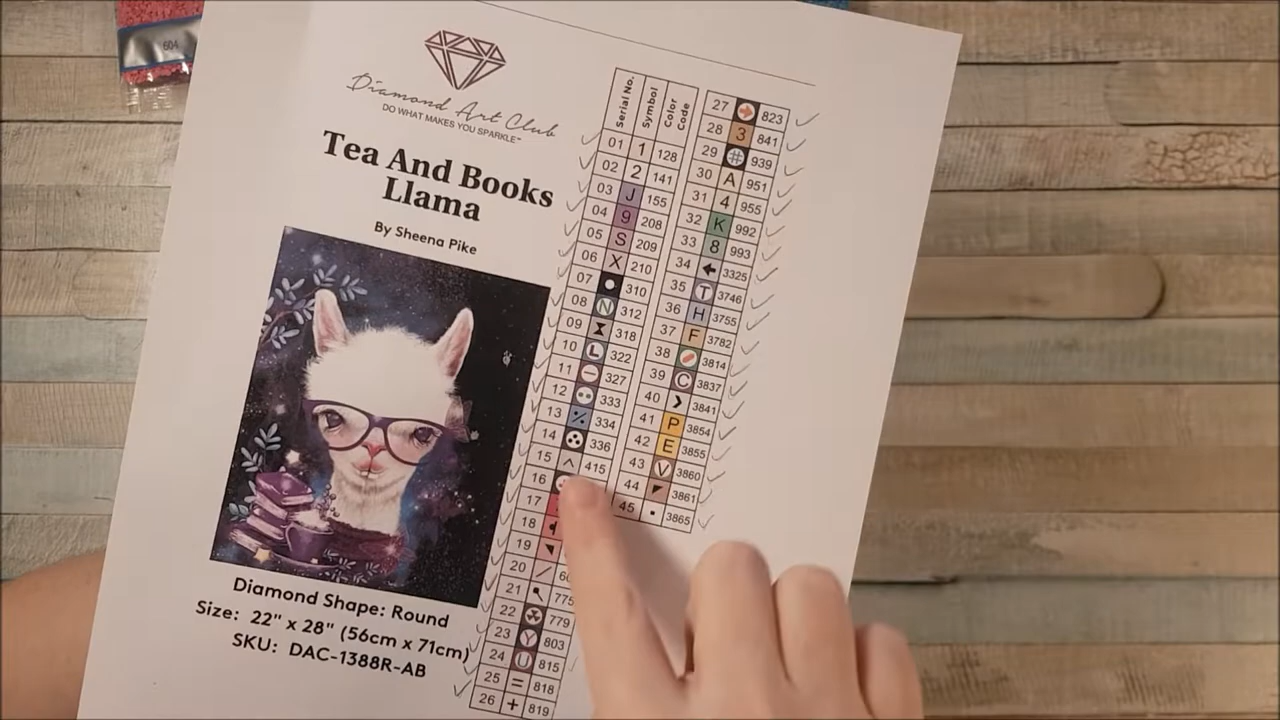 604
Diamond Art Club
DO WHAT MAKES YOU SPARKLE™
Tea And Books
Llama
By Sheena Pike
Diamond Shape: Round
Size: 22" x 28" (56cm x 71cm)
SKU: DAC-1388R-AB
Serial No. Symbol Color Code
01 1 128
02 2 141
03 J 155
04 9 208
05 S 209
06 X 210
07 310
08 N 312
09 318
10 L 322
11 327
12 333
13 334
14 336
15 ^ 415
16
17
18
19
20 /
21 775
22 779
23 Y 803
24 U 815
25 = 818
26 + 819
27 823
28 3 841
29 # 939
30 A 951
31 4 955
32 K 992
33 8 993
34 3325
35 T 3746
36 H 3755
37 F 3782
38 3814
39 C 3837
40 3841
41 P 3854
42 E 3855
43 V 3860
44 3861
45 3865